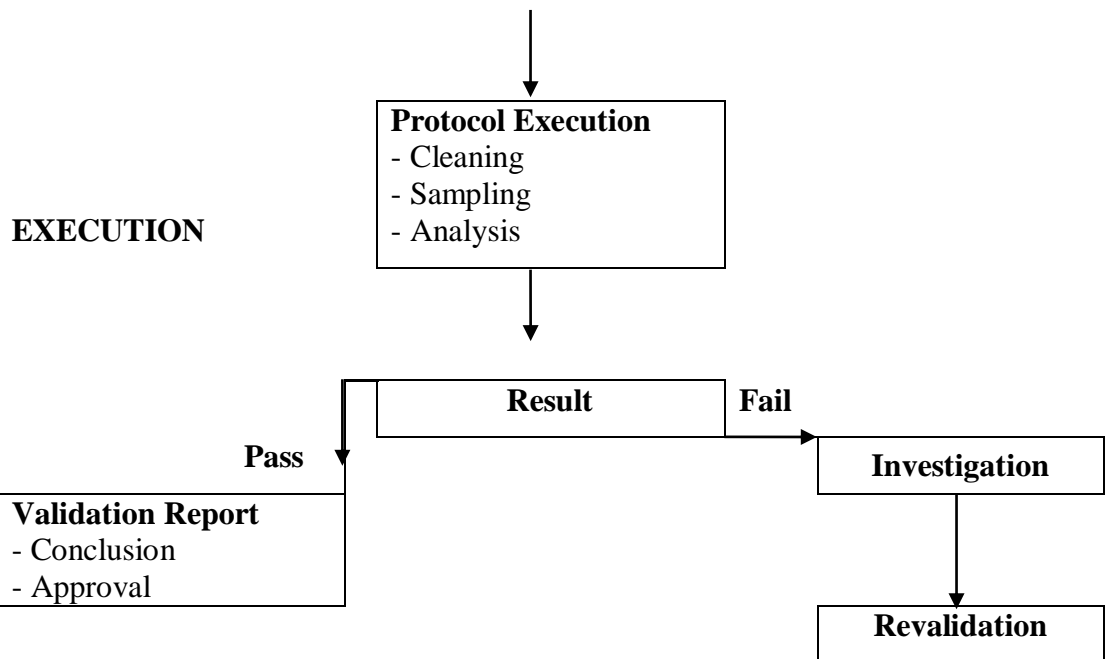 Protocol Execution
- Cleaning
- Sampling
EXECUTION
- Analysis
Result
Fail
Pass
Investigation
Validation Report
- Conclusion
- Approval
Revalidation